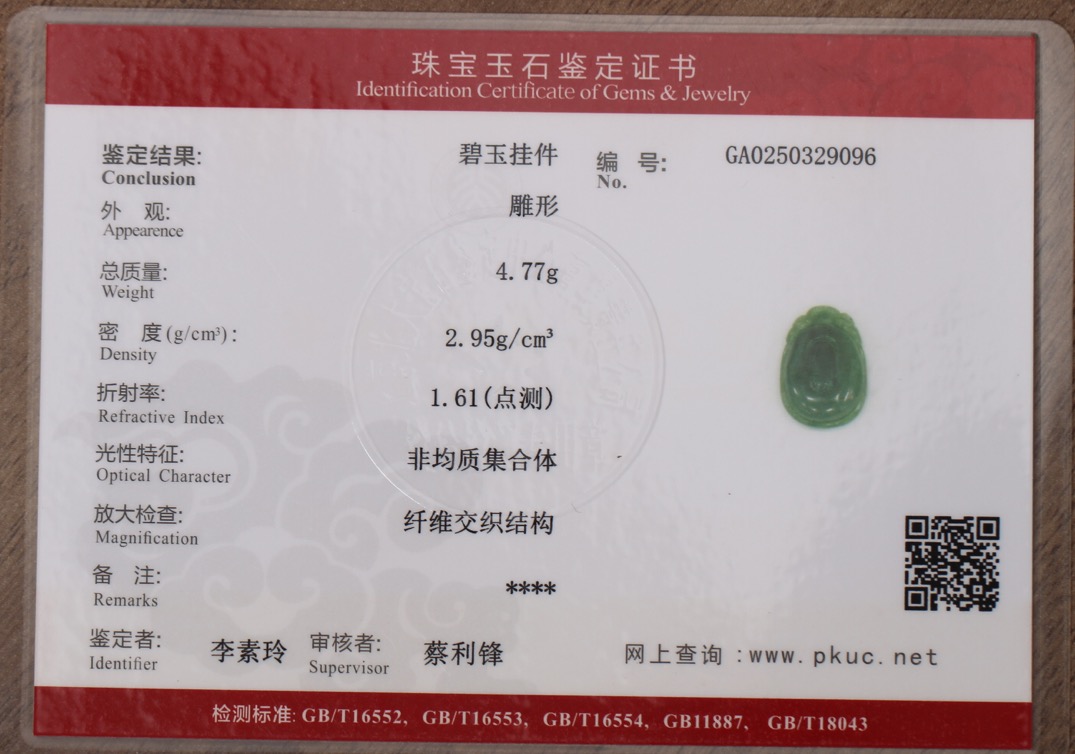 珠宝玉石鉴定证书
Identification Certificate of Gems & Jewelry
鉴定结果: 碧玉挂件 编 号: GA0250329096
Conclusion No.
外 观: 雕形
Appearence
总质量: 4.77g
Weight
密 度(g/cm³): 2.95g/cm³
Density
折射率: 1.61(点测)
Refractive Index
光性特征: 非均质集合体
Optical Character
放大检查: 纤维交织结构
Magnification
备 注: ****
Remarks
鉴定者: 李素玲 审核者: 蔡利锋 网上查询:www.pkuc.net
Identifier Supervisor
检测标准: GB/T16552, GB/T16553, GB/T16554, GB11887, GB/T18043